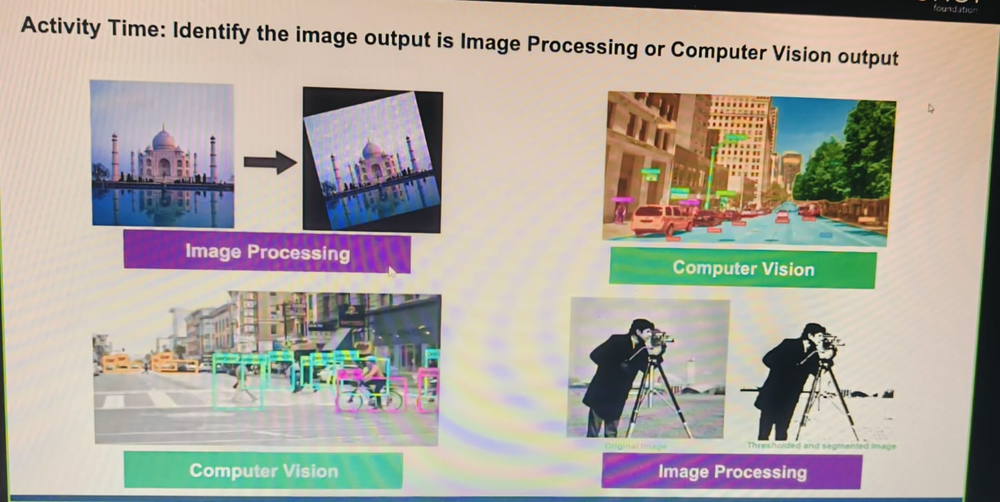 foundation
Activity Time: Identify the image output is Image Processing or Computer Vision output
Image Processing
Computer Vision
Original Image
Thresholded and segmented Image
Computer Vision
Image Processing